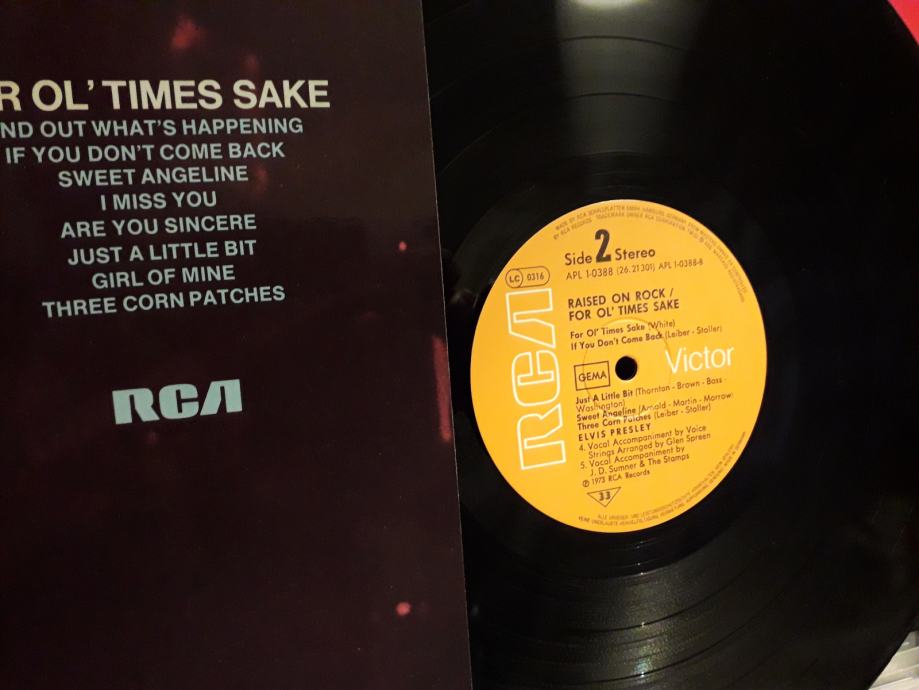 R OL' TIMES SAKE
ND OUT WHAT'S HAPPENING
IF YOU DON'T COME BACK
SWEET ANGELINE
I MISS YOU
ARE YOU SINCERE
JUST A LITTLE BIT
GIRL OF MINE
THREE CORN PATCHES
RCA
Side 2 Stereo
APL 1-0388 (26.21301) APL 1-0388-B
LC 0316
RAISED ON ROCK /
FOR OL' TIMES SAKE
For Ol' Times Sake (White)
If You Don't Come Back (Leiber - Stoller)
GEMA
RCA Victor
Just A Little Bit (Thornton - Brown - Bass -
Washington)
Sweet Angeline (Arnold - Martin - Morrow)
Three Corn Patches (Leiber - Stoller)
ELVIS PRESLEY
4. Vocal Accompaniment by Voice
Strings Arranged by Glen Spreen
5. Vocal Accompaniment by
J. D. Sumner & The Stamps
℗ 1973 RCA Records
33